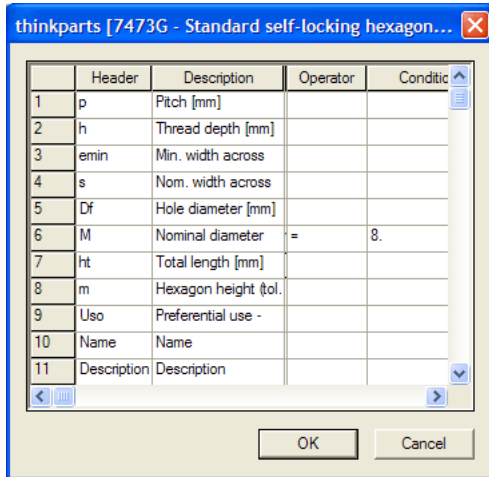 thinkparts [7473G - Standard self-locking hexagon...
Header Description Operator Conditic
1 p Pitch [mm]
2 h Thread depth [mm]
3 emin Min. width across
4 s Nom. width across
5 Df Hole diameter [mm]
6 M Nominal diameter = 8.
7 ht Total length [mm]
8 m Hexagon height (tol.
9 Uso Preferential use -
10 Name Name
11 Description Description
OK Cancel